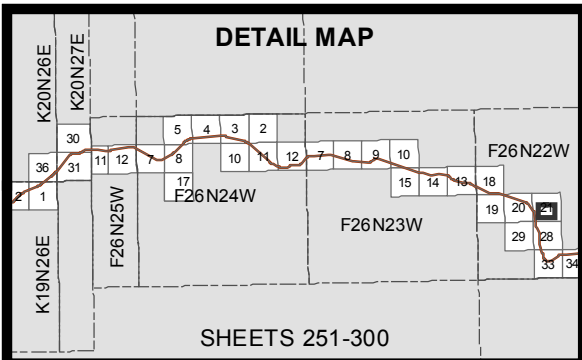 DETAIL MAP
K20N26E
K20N27E
5 4 3 2
30
36 31 11 12 7 8 10 11 12 7 8 9 10
F26N22W
2 1
17
F26N24W
15 14 13 18
F26N25W
F26N23W
19 20 21
K19N26E
29 28
33 34
SHEETS 251-300